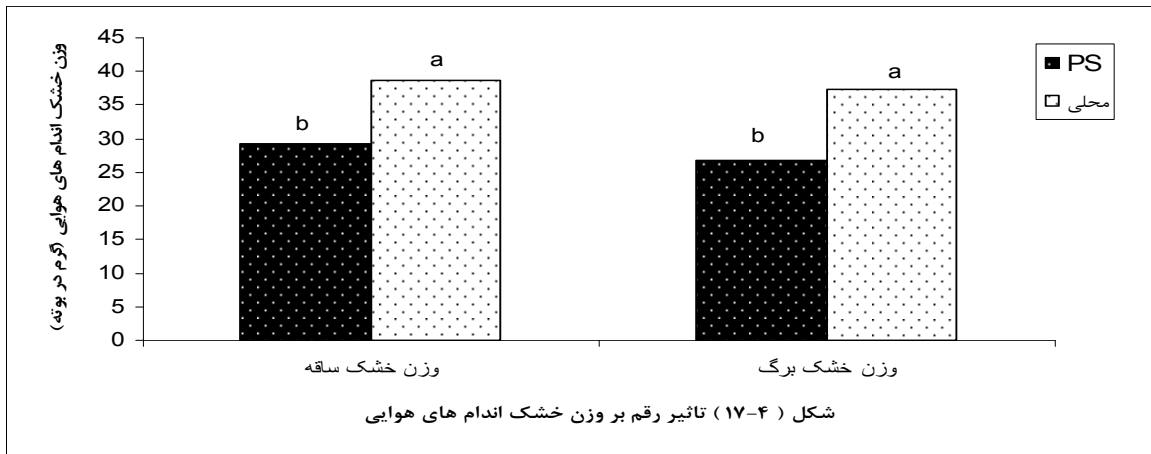 وزن خشک اندام های هوایی (گرم در بوته)
45
40
35
30
25
20
15
10
5
0
b
a
b
a
PS
محلی
وزن خشک ساقه
وزن خشک برگ
شکل ( ۴-۱۷ ) تاثیر رقم بر وزن خشک اندام های هوایی